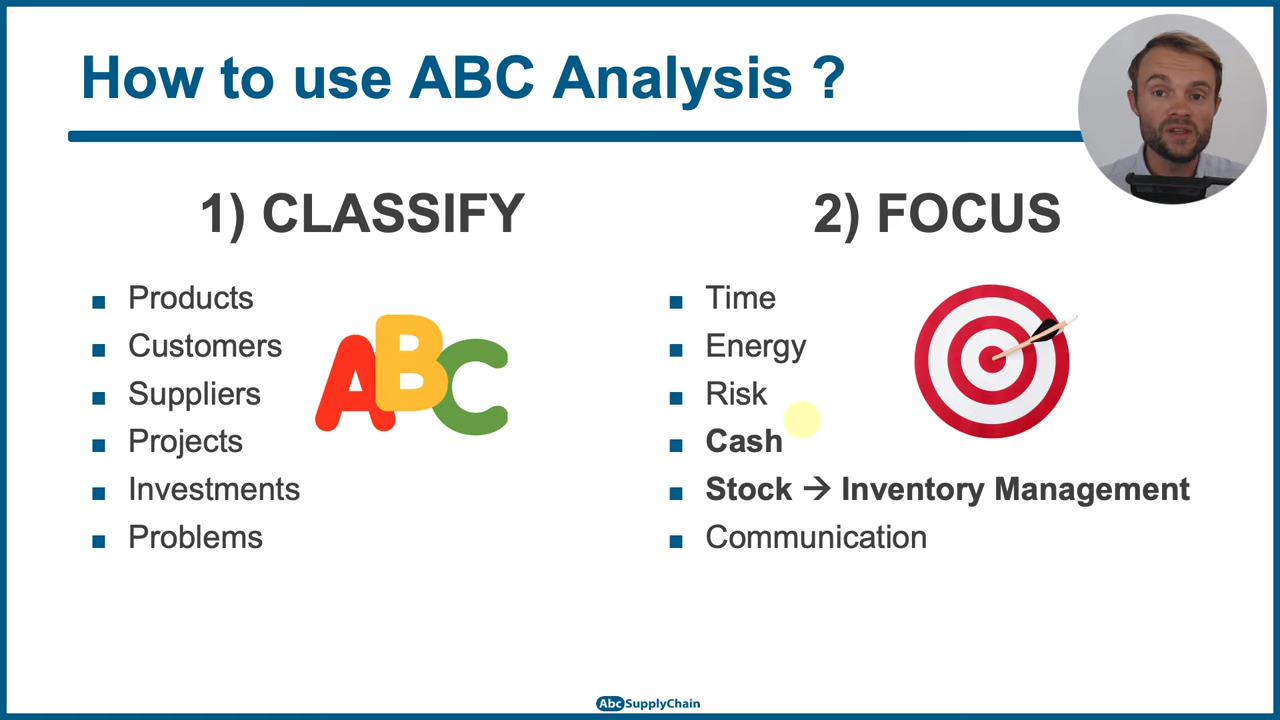 How to use ABC Analysis ?
1) CLASSIFY
Products
Customers
Suppliers
Projects
Investments
Problems
ABC
2) FOCUS
Time
Energy
Risk
Cash
Stock → Inventory Management
Communication
AbcSupplyChain